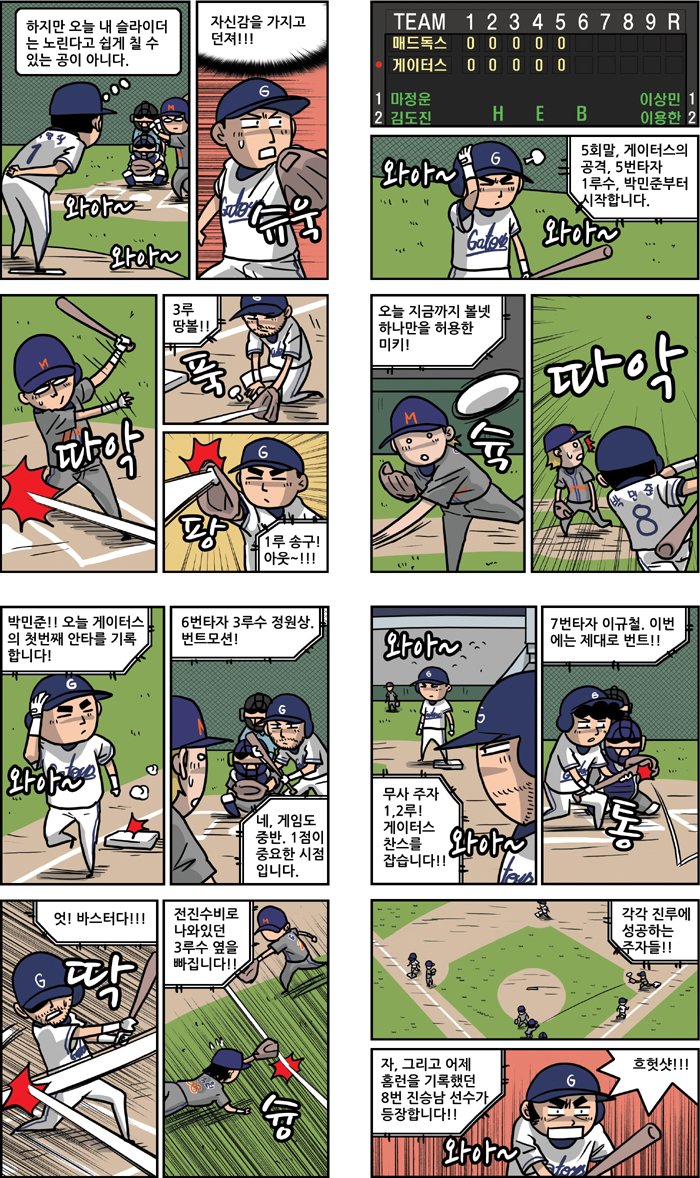 하지만 오늘 내 슬라이더
는 노린다고 쉽게 칠 수
있는 공이 아니다.
1
와아~
와아~
자신감을 가지고
던져!!!
G
Gators
슈욱
M
따악
3루
땅볼!!
푹
G
팡
1루 송구!
아웃~!!!
TEAM 1 2 3 4 5 6 7 8 9 R
매드독스 0 0 0 0 0
게이터스 0 0 0 0 0
1 마정운 이상민 1
2 김도진 H E B 이용한 2
와아~
G
Gators
5회말, 게이터스의
공격, 5번타자
1루수, 박민준부터
시작합니다.
와아~
오늘 지금까지 볼넷
하나만을 허용한
미키!
M
슉
따악
박민준
8
박민준!! 오늘 게이터스
의 첫번째 안타를 기록
합니다!
G
와아~
6번타자 3루수 정원상.
번트모션!
M
G
네, 게임도
중반. 1점이
중요한 시점
입니다.
엇! 바스터다!!!
G
딱
전진수비로
나와있던
3루수 옆을
빠집니다!!
슝
와아~
무사 주자
1,2루!
게이터스
찬스를
잡습니다!!
와아~
7번타자 이규철. 이번
에는 제대로 번트!!
G
통
각각 진루에
성공하는
주자들!!
자, 그리고 어제
홈런을 기록했던
8번 진승남 선수가
등장합니다!!
흐헛샷!
G
와아~